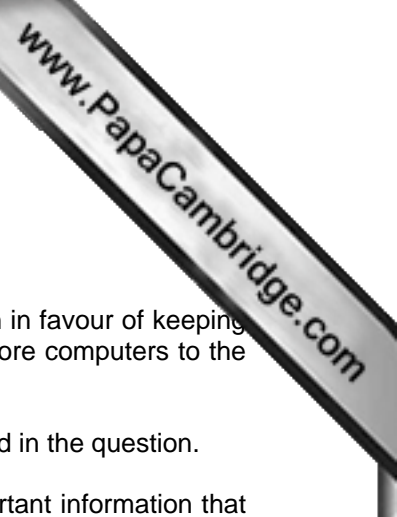 www.PapaCambridge.com
in favour of keeping
ore computers to the
d in the question.
rtant information that